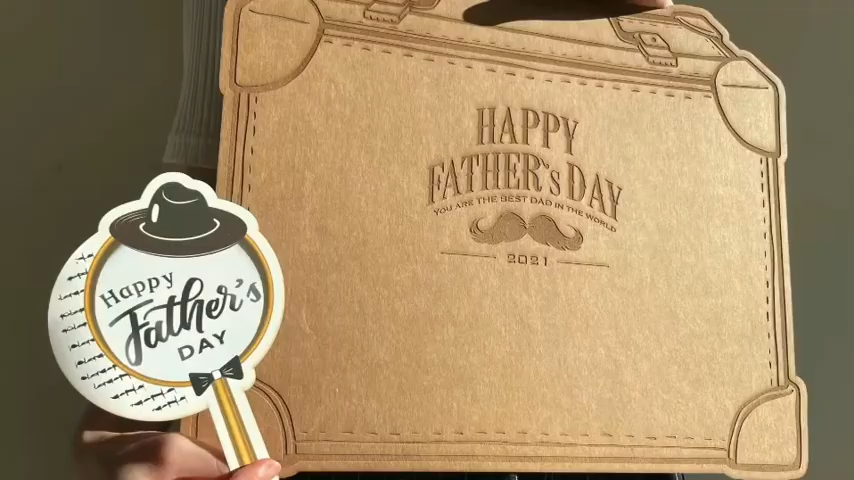 HAPPY
FATHER'S DAY
YOU ARE THE BEST DAD IN THE WORLD
2021
Happy
Father's
DAY